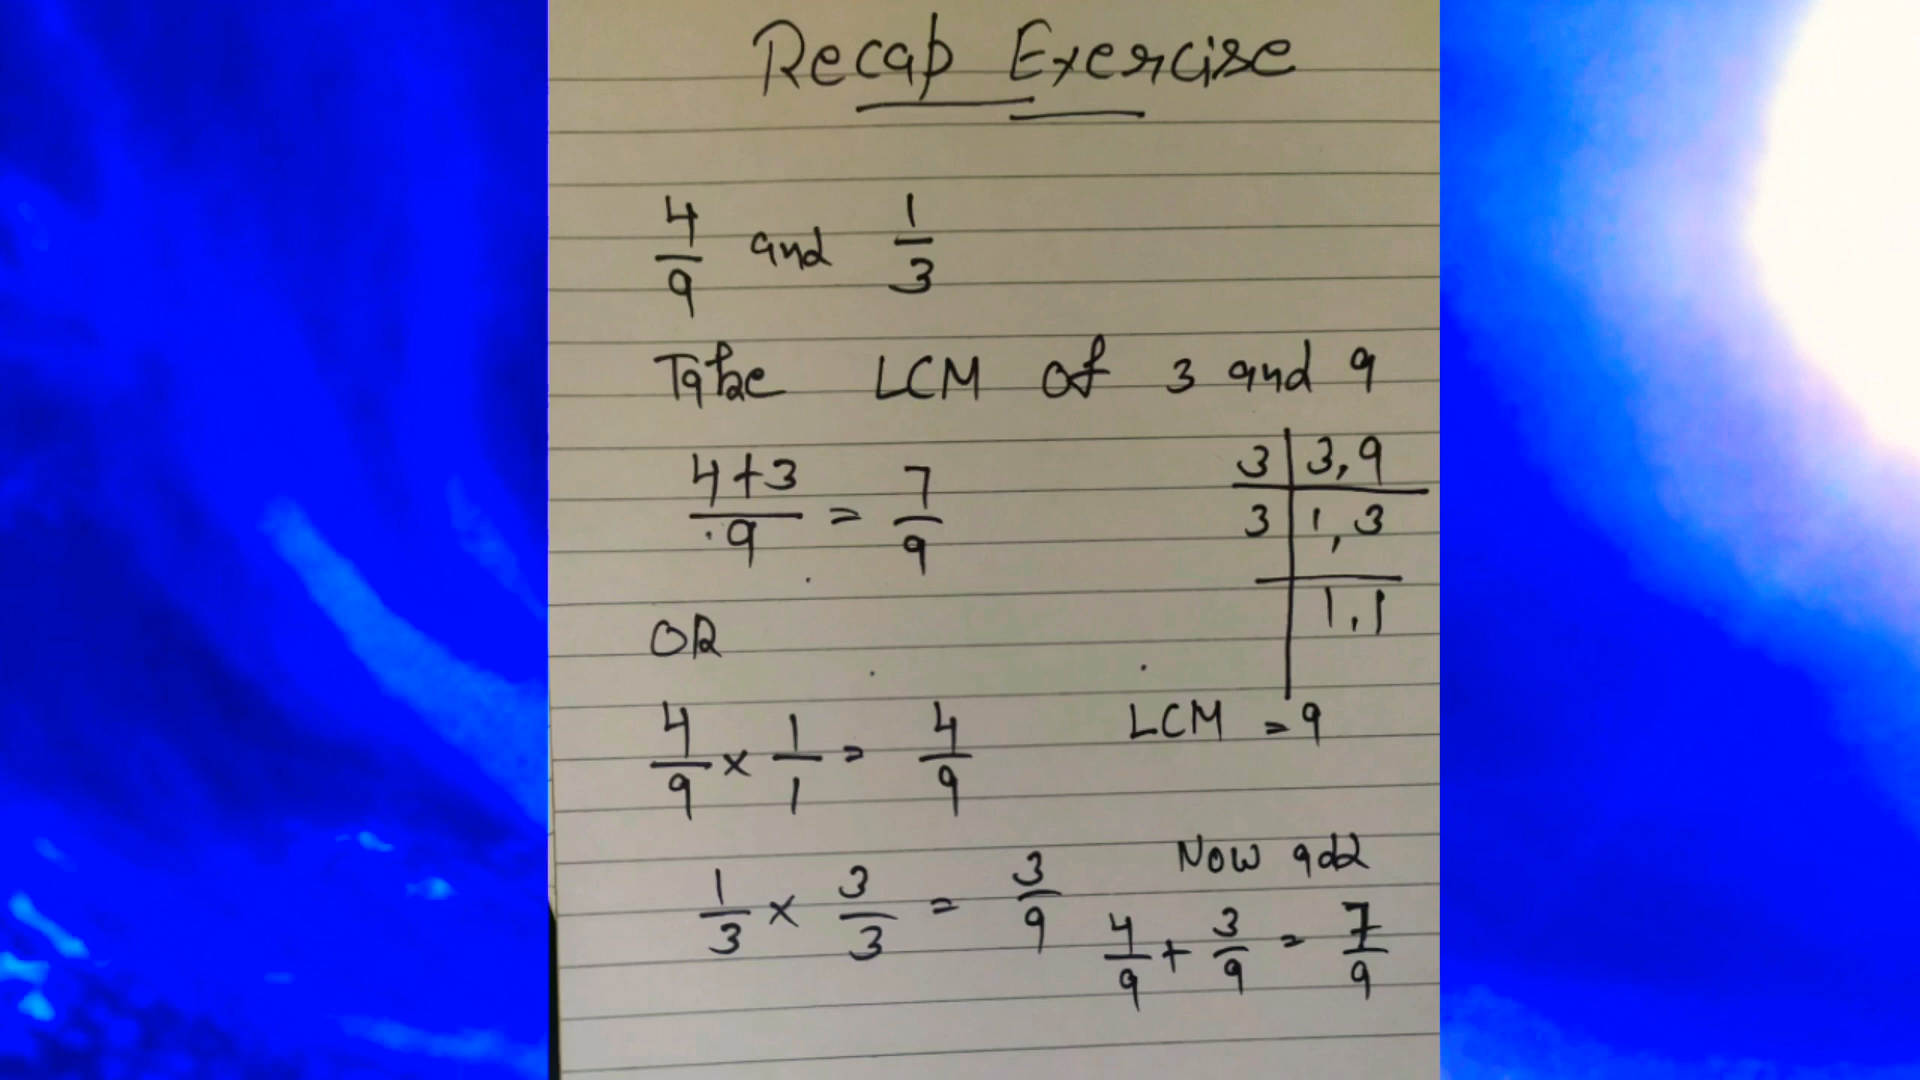 Recap Exercise
4/9 and 1/3
Take LCM of 3 and 9
4+3/9 = 7/9
3 | 3, 9
3 | 1, 3
1, 1
OR
LCM = 9
4/9 × 1/1 = 4/9
1/3 × 3/3 = 3/9
Now add
4/9 + 3/9 = 7/9